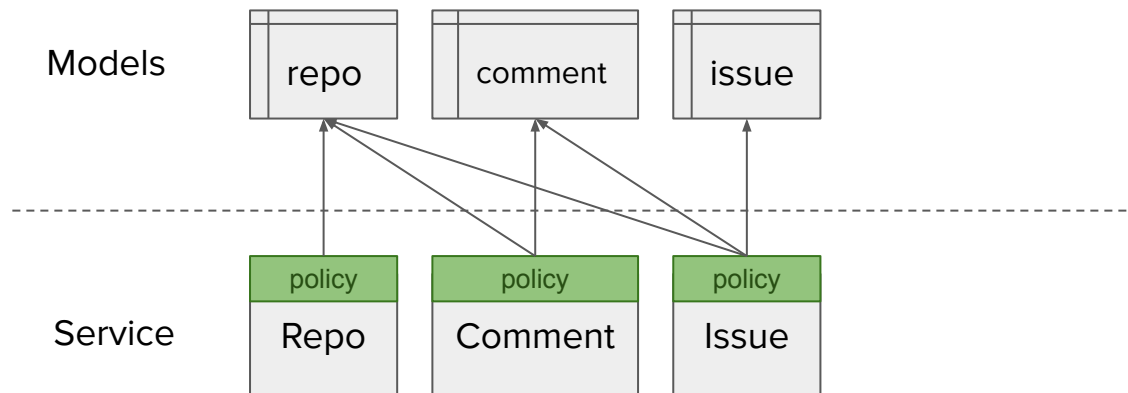 Models
repo
comment
issue
policy
policy
policy
Service
Repo
Comment
Issue